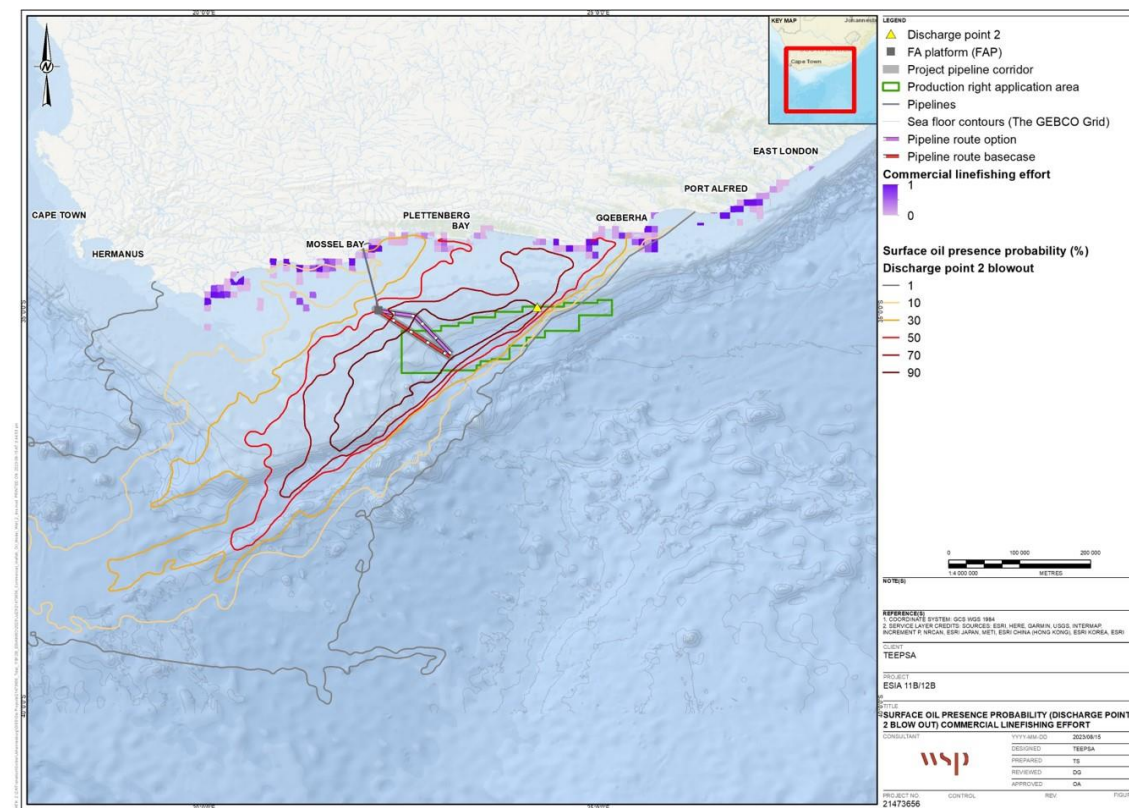 20°0'0"E
25°0'0"E
KEY MAP
Cape Town
EAST LONDON
PORT ALFRED
CAPE TOWN
PLETTENBERG
BAY
GQEBERHA
HERMANUS
MOSSEL BAY
LEGEND
Discharge point 2
FA platform (FAP)
Project pipeline corridor
Production right application area
Pipelines
Sea floor contours (The GEBCO Grid)
Pipeline route option
Pipeline route basecase
Commercial linefishing effort
1
0
Surface oil presence probability (%)
Discharge point 2 blowout
1
10
30
50
70
90
0 100 000 200 000
1:4 000 000 METRES
NOTE(S)
REFERENCE(S)
1. COORDINATE SYSTEM: GCS WGS 1984
2. SERVICE LAYER CREDITS: SOURCES: ESRI, HERE, GARMIN, USGS, INTERMAP,
INCREMENT P, NRCAN, ESRI JAPAN, METI, ESRI CHINA (HONG KONG), ESRI KOREA, ESRI
CLIENT
TEEPSA
PROJECT
ESIA 11B/12B
TITLE
SURFACE OIL PRESENCE PROBABILITY (DISCHARGE POINT
2 BLOW OUT) COMMERCIAL LINEFISHING EFFORT
CONSULTANT
wsp
YYYY-MM-DD 2023/08/15
DESIGNED TEEPSA
PREPARED TS
REVIEWED DG
APPROVED OA
PROJECT NO. CONTROL REV. FIGU
21473656